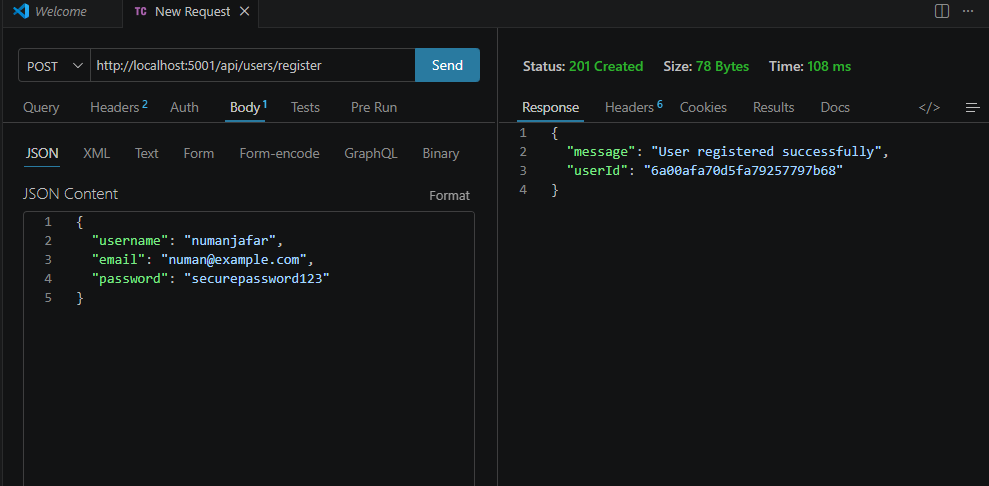 Welcome
TC New Request
POST http://localhost:5001/api/users/register Send
Query Headers 2 Auth Body 1 Tests Pre Run
JSON XML Text Form Form-encode GraphQL Binary
JSON Content Format
1 {
2 "username": "numanjafar",
3 "email": "numan@example.com",
4 "password": "securepassword123"
5 }
Status: 201 Created Size: 78 Bytes Time: 108 ms
Response Headers 6 Cookies Results Docs </>
1 {
2 "message": "User registered successfully",
3 "userId": "6a00afa70d5fa79257797b68"
4 }